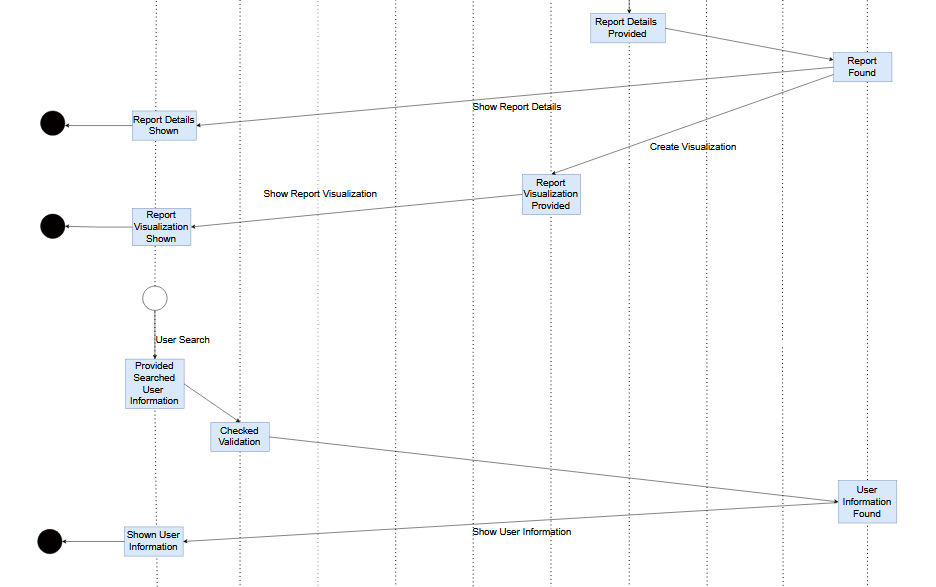 Report Details
Provided
Report
Found
Show Report Details
Report Details
Shown
Create Visualization
Report
Visualization
Provided
Show Report Visualization
Report
Visualization
Shown
User Search
Provided
Searched
User
Information
Checked
Validation
User
Information
Found
Show User Information
Shown User
Information